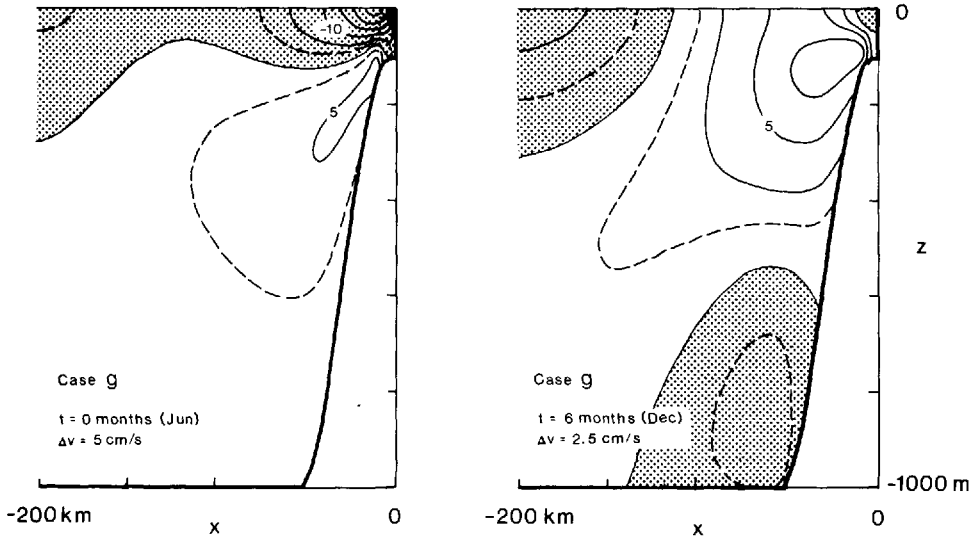 -10
5
Case g
t = 0 months (Jun)
Δv = 5 cm/s
-200 km
x
0
5
Case g
t = 6 months (Dec)
Δv = 2.5 cm/s
0
z
-1000 m
-200 km
x
0